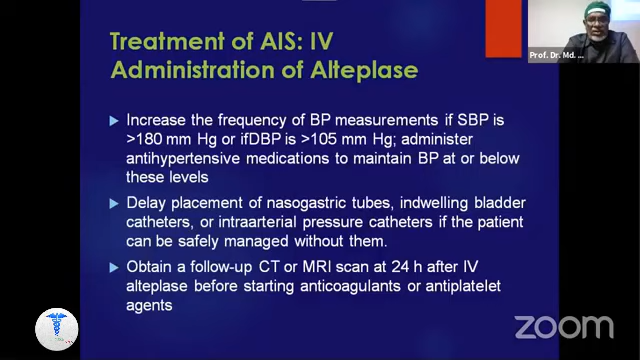 Treatment of AIS: IV
Administration of Alteplase
Prof. Dr. Md. ...
Increase the frequency of BP measurements if SBP is
>180 mm Hg or ifDBP is >105 mm Hg; administer
antihypertensive medications to maintain BP at or below
these levels
Delay placement of nasogastric tubes, indwelling bladder
catheters, or intraarterial pressure catheters if the patient
can be safely managed without them.
Obtain a follow-up CT or MRI scan at 24 h after IV
alteplase before starting anticoagulants or antiplatelet
agents
zoom